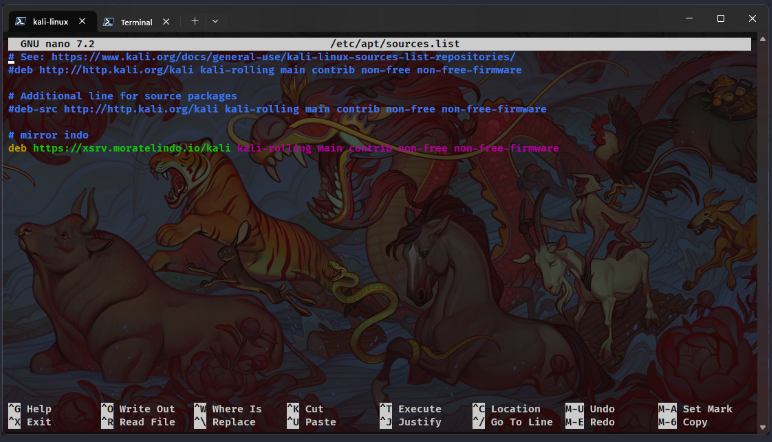 kali-linux
Terminal
GNU nano 7.2 /etc/apt/sources.list
# See: https://www.kali.org/docs/general-use/kali-linux-sources-list-repositories/
#deb http://http.kali.org/kali kali-rolling main contrib non-free non-free-firmware
# Additional line for source packages
#deb-src http://http.kali.org/kali kali-rolling main contrib non-free non-free-firmware
# mirror indo
deb https://xsrv.moratelindo.io/kali kali-rolling main contrib non-free non-free-firmware
^G Help ^O Write Out ^W Where Is ^K Cut ^T Execute ^C Location M-U Undo M-A Set Mark
^X Exit ^R Read File ^\ Replace ^U Paste ^J Justify ^/ Go To Line M-E Redo M-6 Copy